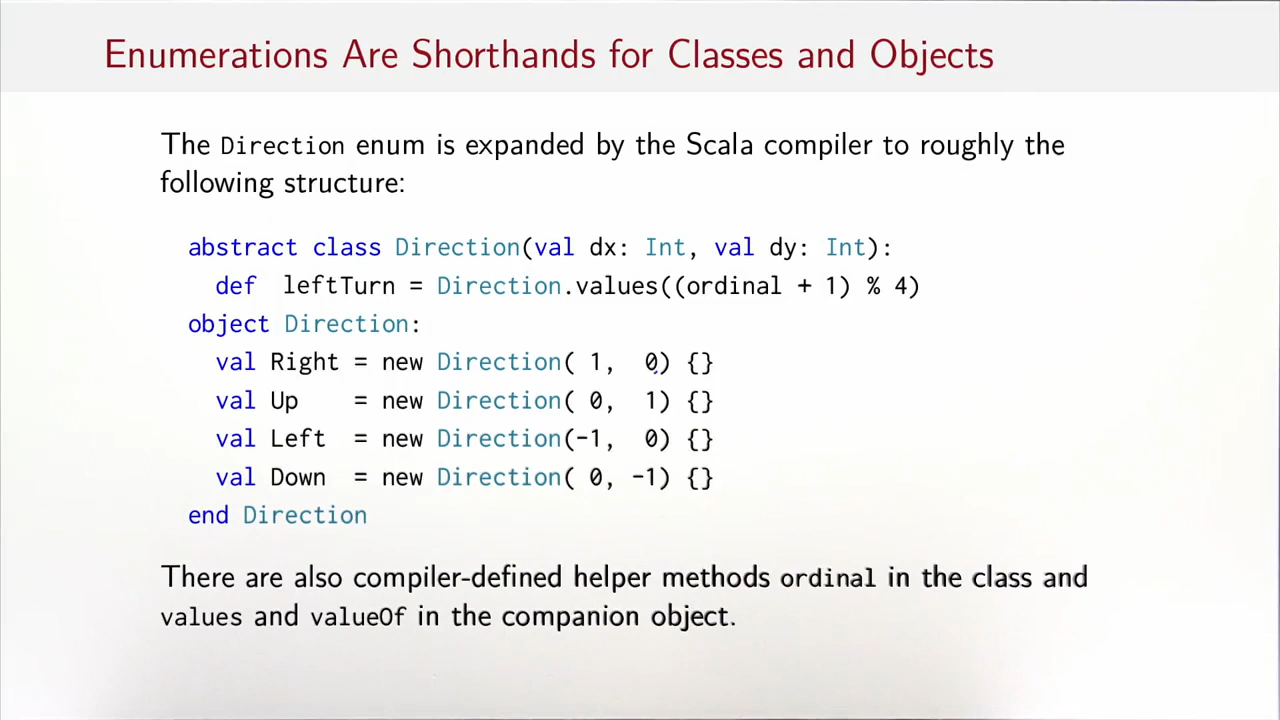 Enumerations Are Shorthands for Classes and Objects
The Direction enum is expanded by the Scala compiler to roughly the
following structure:
abstract class Direction(val dx: Int, val dy: Int):
  def  leftTurn = Direction.values((ordinal + 1) % 4)
object Direction:
  val Right = new Direction( 1,  0) {}
  val Up    = new Direction( 0,  1) {}
  val Left  = new Direction(-1,  0) {}
  val Down  = new Direction( 0, -1) {}
end Direction
There are also compiler-defined helper methods ordinal in the class and
values and valueOf in the companion object.